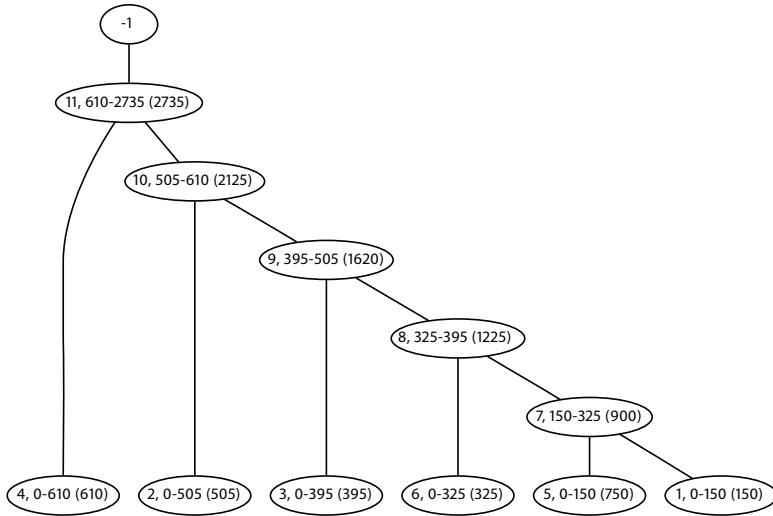 -1
11, 610-2735 (2735)
10, 505-610 (2125)
9, 395-505 (1620)
8, 325-395 (1225)
7, 150-325 (900)
4, 0-610 (610)
2, 0-505 (505)
3, 0-395 (395)
6, 0-325 (325)
5, 0-150 (750)
1, 0-150 (150)